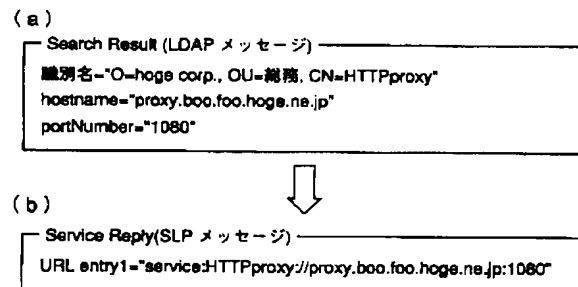 (a)
Search Result (LDAP メッセージ)
識別名="O=hoge corp., OU=総務, CN=HTTPproxy"
hostname="proxy.boo.foo.hoge.ne.jp"
portNumber="1080"
(b)
Service Reply(SLP メッセージ)
URL entry1="service:HTTPproxy://proxy.boo.foo.hoge.ne.jp:1080"